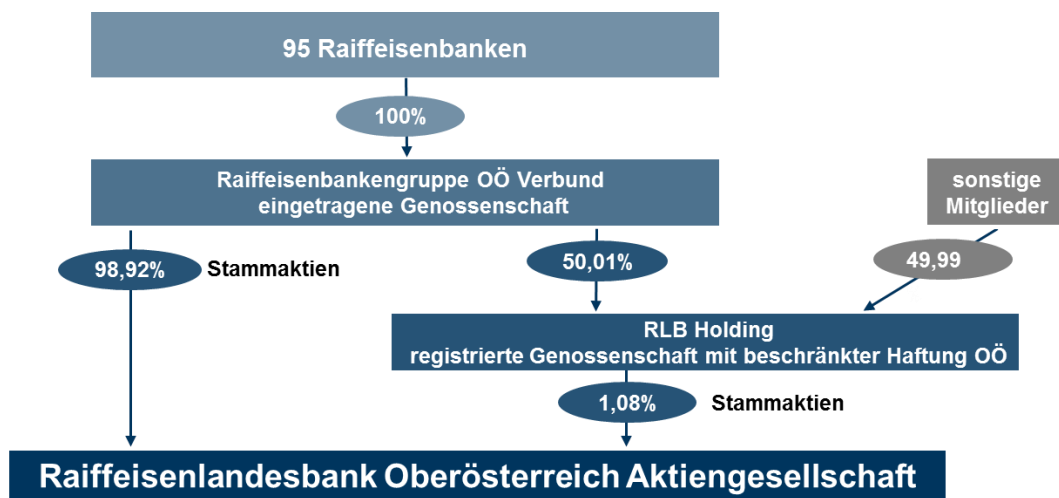 95 Raiffeisenbanken
100%
Raiffeisenbankengruppe OÖ Verbund
eingetragene Genossenschaft
sonstige
Mitglieder
98,92%
Stammaktien
50,01%
49,99
RLB Holding
registrierte Genossenschaft mit beschränkter Haftung OÖ
1,08%
Stammaktien
Raiffeisenlandesbank Oberösterreich Aktiengesellschaft